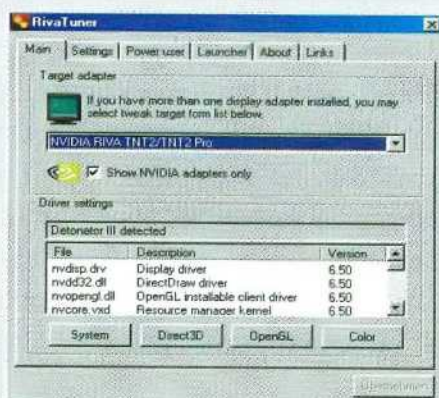 RivaTuner
Main Settings Power user Launcher About Links
Target adapter
If you have more than one display adapter installed, you may
select tweak target form list below.
NVIDIA RIVA TNT2/TNT2 Pro
Show NVIDIA adapters only
Driver settings
Detonator III detected
File Description Version
nvdisp.drv Display driver 6.50
nvdd32.dll DirectDraw driver 6.50
nvopengl.dll OpenGL installable client driver 6.50
nvcore.vxd Resource manager kernel 6.50
System Direct3D OpenGL Color
Übernehmen